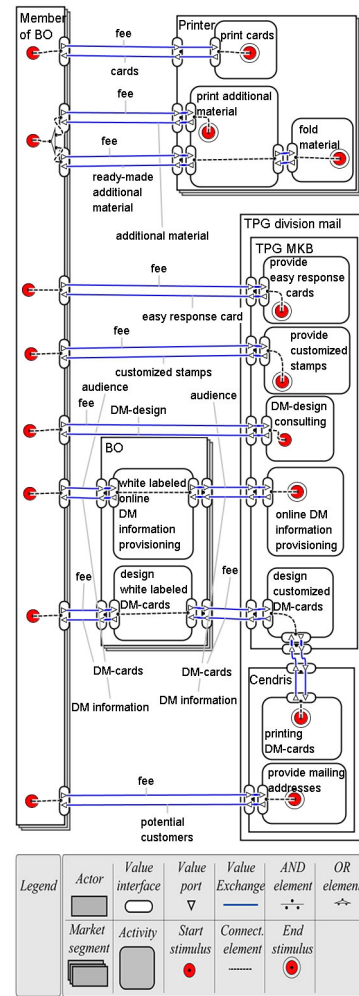 Member
of BO
fee
cards
fee
fee
ready-made
additional
material
additional material
Printer
print cards
print additional
material
fold
material
TPG division mail
TPG MKB
provide
easy response
cards
fee
easy response card
provide
customized
stamps
fee
customized stamps
audience
fee
DM-design
audience
DM-design
consulting
BO
white labeled
online
DM
information
provisioning
online DM
information
provisioning
fee
design
white labeled
DM-cards
fee
design
customized
DM-cards
DM-cards
DM information
DM-cards
DM information
Cendris
printing
DM-cards
provide mailing
addresses
fee
potential
customers
Legend
Actor
Value
interface
Value
port
Value
Exchange
AND
element
OR
element
Market
segment
Activity
Start
stimulus
Connect.
element
End
stimulus